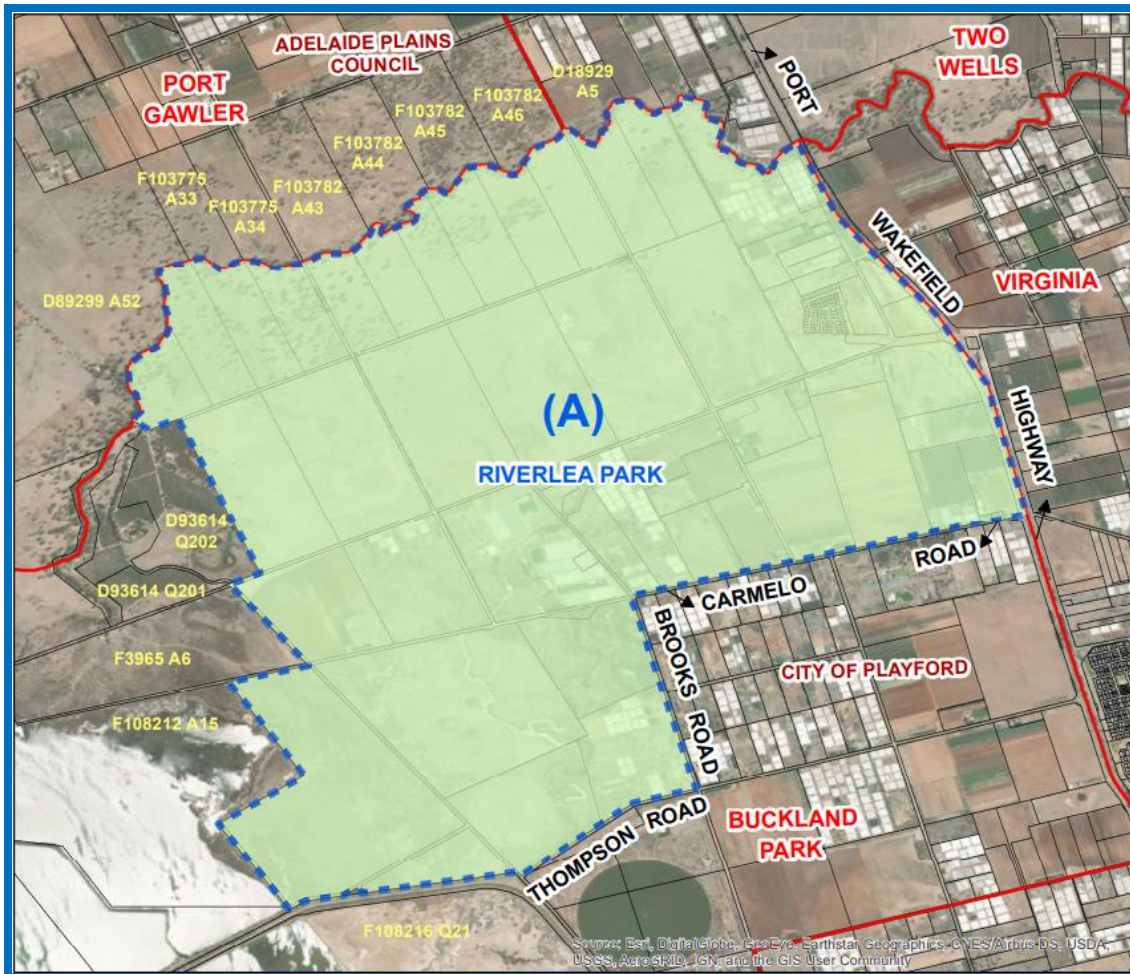 ADELAIDE PLAINS
COUNCIL
TWO
WELLS
PORT
GAWLER
D18929
A5
PORT
F103782
A46
F103782
A45
F103782
A44
F103775
A33
F103782
A43
F103775
A34
WAKEFIELD
VIRGINIA
D89299 A52
HIGHWAY
(A)
RIVERLEA PARK
D93614
Q202
ROAD
D93614 Q201
CARMELO
BROOKS ROAD
F3965 A6
CITY OF PLAYFORD
F108212 A15
THOMPSON ROAD
BUCKLAND
PARK
F108216 Q21
Source: Esri, DigitalGlobe, GeoEye, Earthstar Geographics, CNES/Airbus DS, USDA,
USGS, AeroGRID, IGN, and the GIS User Community